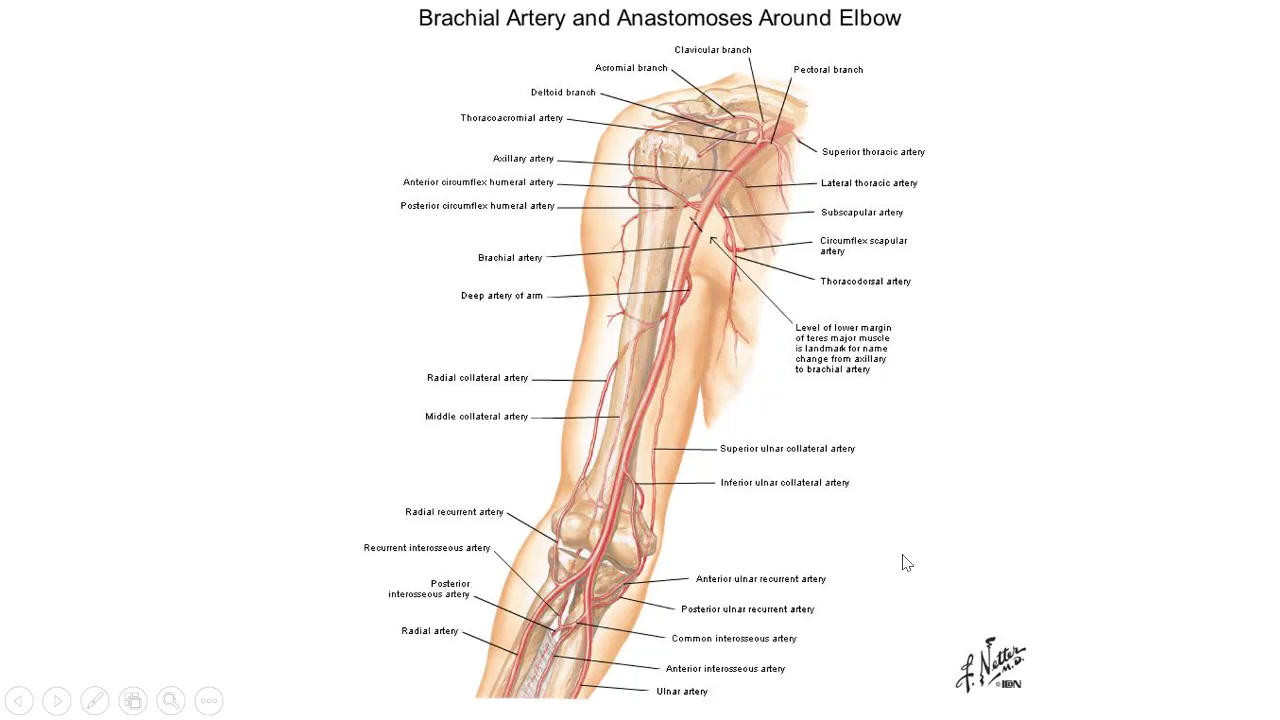 Brachial Artery and Anastomoses Around Elbow
Clavicular branch
Acromial branch
Pectoral branch
Deltoid branch
Thoracoacromial artery
Superior thoracic artery
Axillary artery
Lateral thoracic artery
Anterior circumflex humeral artery
Posterior circumflex humeral artery
Subscapular artery
Circumflex scapular
artery
Brachial artery
Thoracodorsal artery
Deep artery of arm
Level of lower margin
of teres major muscle
is landmark for name
change from axillary
to brachial artery
Radial collateral artery
Middle collateral artery
Superior ulnar collateral artery
Inferior ulnar collateral artery
Radial recurrent artery
Recurrent interosseous artery
Posterior
interosseous artery
Anterior ulnar recurrent artery
Posterior ulnar recurrent artery
Radial artery
Common interosseous artery
Anterior interosseous artery
Ulnar artery
F. Netter
M.D.
© ICON